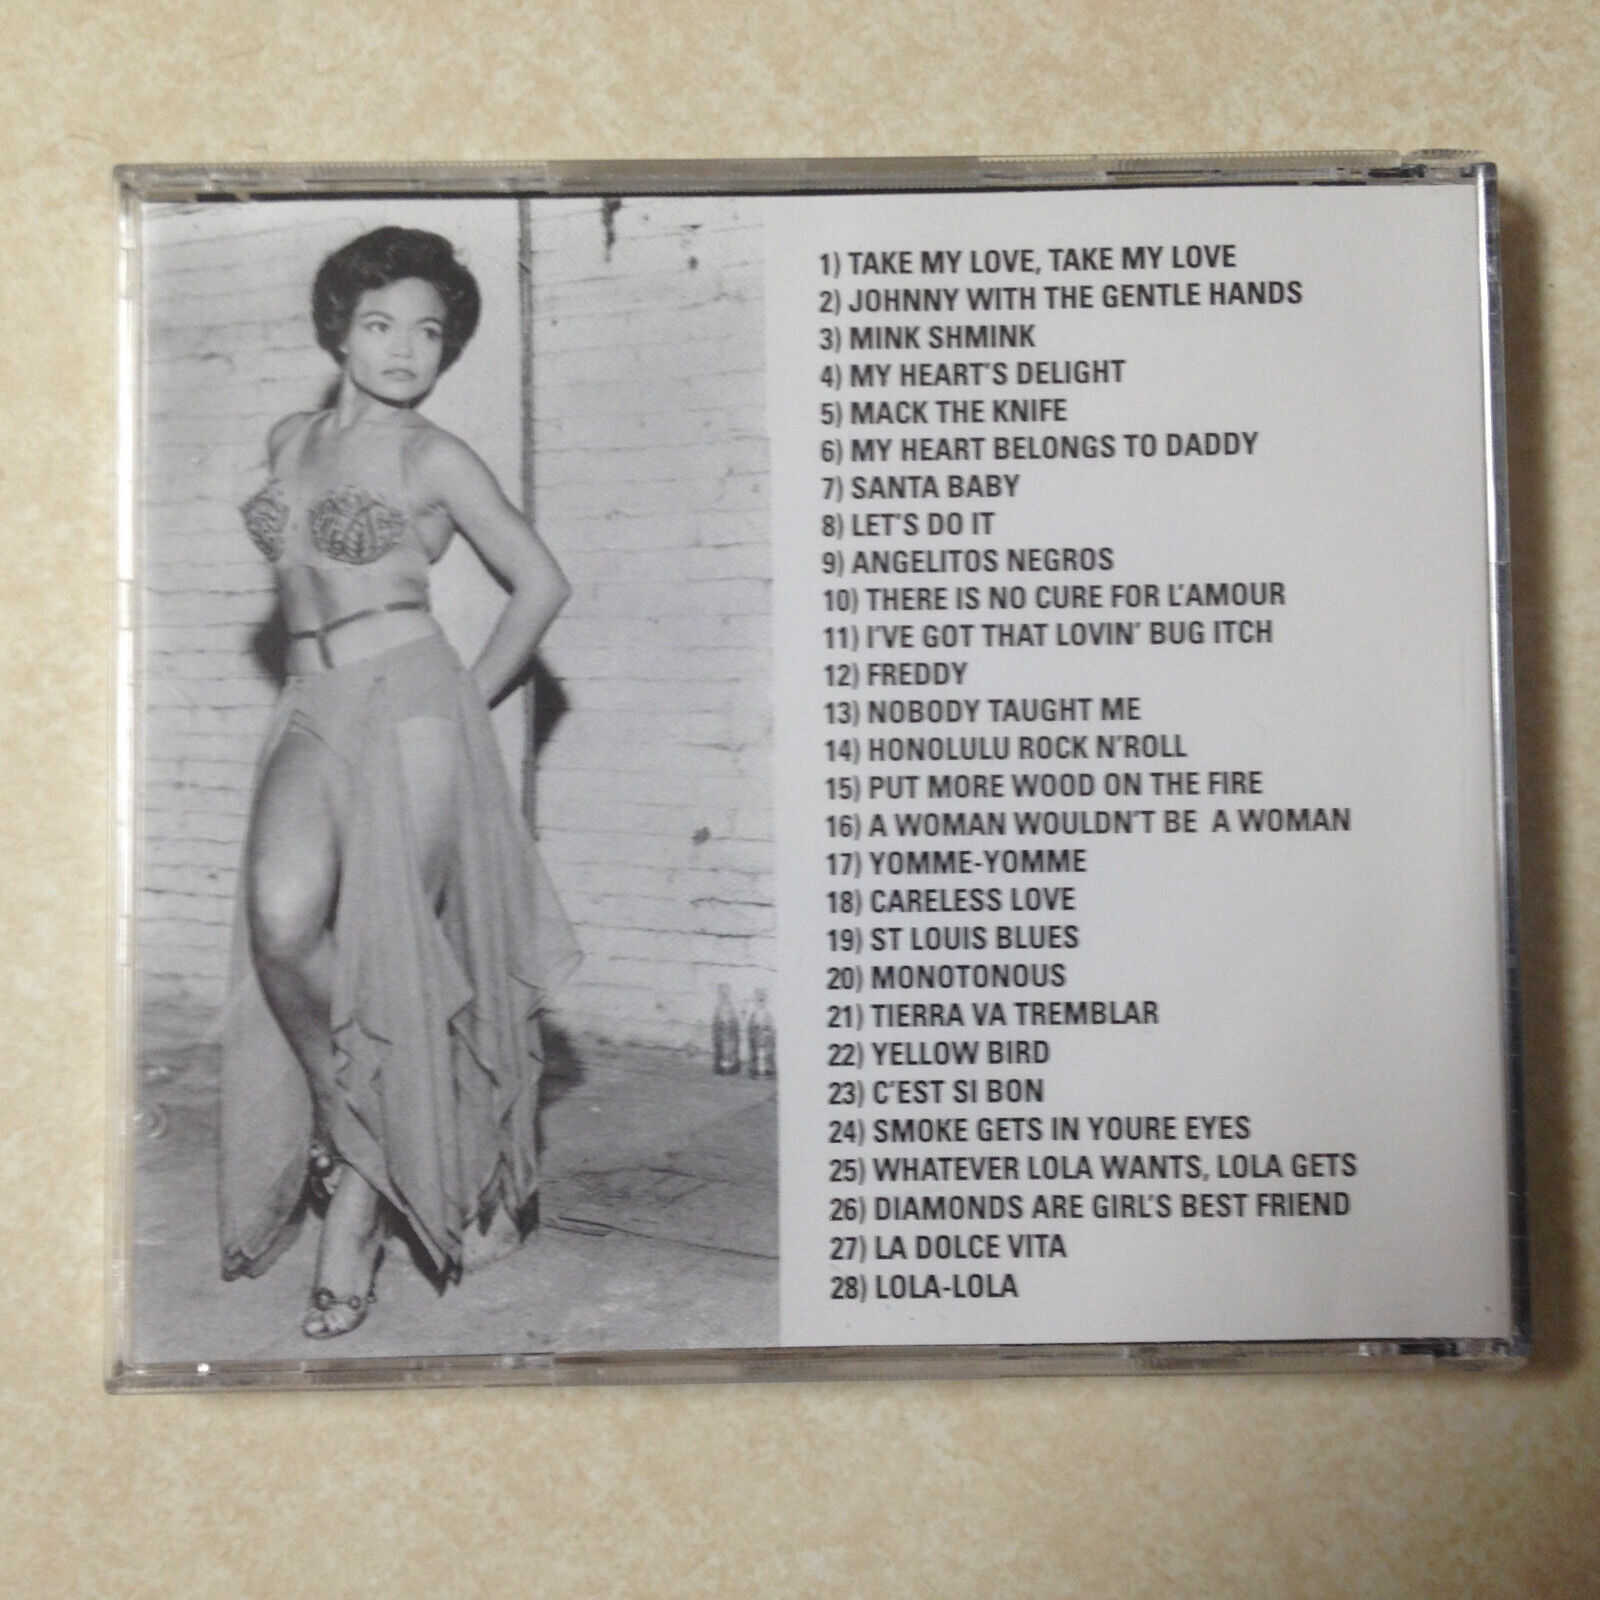 1) TAKE MY LOVE, TAKE MY LOVE
2) JOHNNY WITH THE GENTLE HANDS
3) MINK SHMINK
4) MY HEART'S DELIGHT
5) MACK THE KNIFE
6) MY HEART BELONGS TO DADDY
7) SANTA BABY
8) LET'S DO IT
9) ANGELITOS NEGROS
10) THERE IS NO CURE FOR L'AMOUR
11) I'VE GOT THAT LOVIN' BUG ITCH
12) FREDDY
13) NOBODY TAUGHT ME
14) HONOLULU ROCK N'ROLL
15) PUT MORE WOOD ON THE FIRE
16) A WOMAN WOULDN'T BE A WOMAN
17) YOMME-YOMME
18) CARELESS LOVE
19) ST LOUIS BLUES
20) MONOTONOUS
21) TIERRA VA TREMBLAR
22) YELLOW BIRD
23) C'EST SI BON
24) SMOKE GETS IN YOURE EYES
25) WHATEVER LOLA WANTS, LOLA GETS
26) DIAMONDS ARE GIRL'S BEST FRIEND
27) LA DOLCE VITA
28) LOLA-LOLA